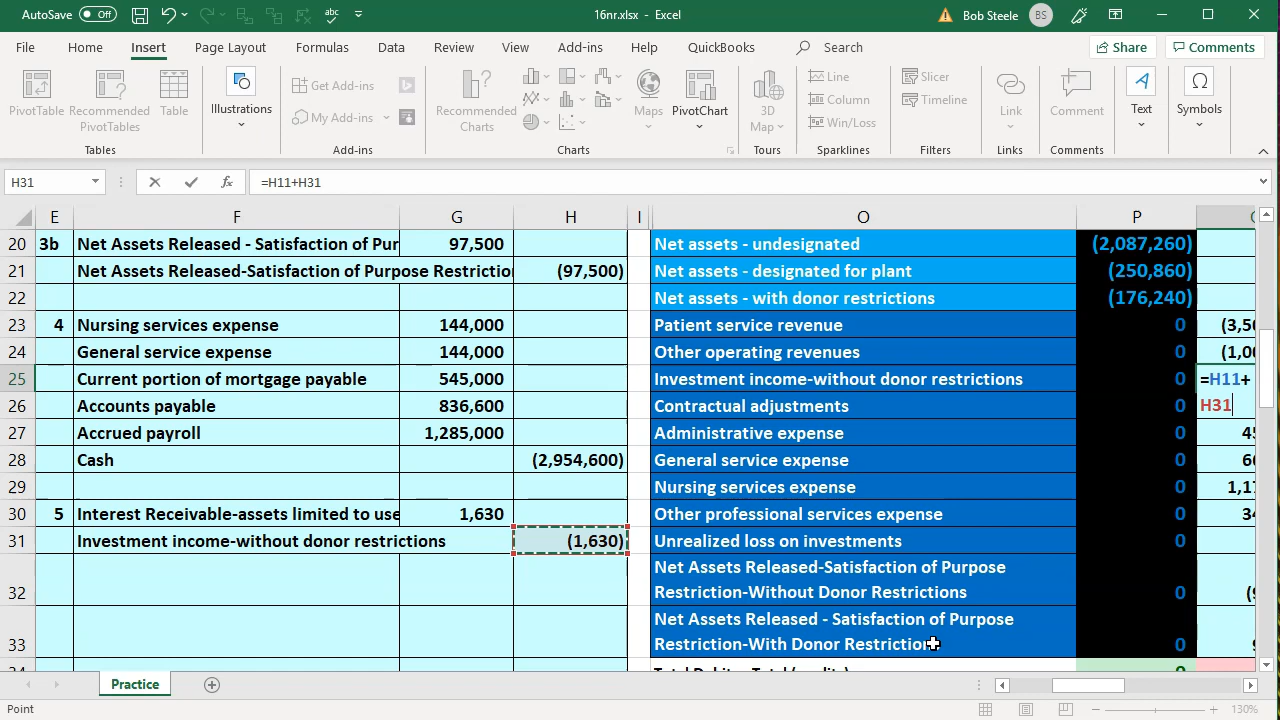 AutoSave Off 16nr.xlsx - Excel Bob Steele BS
File Home Insert Page Layout Formulas Data Review View Add-ins Help QuickBooks Search Share Comments
PivotTable Recommended PivotTables Table Illustrations Get Add-ins My Add-ins Recommended Charts Maps PivotChart 3D Map Line Column Win/Loss Slicer Timeline Link Comment Text Symbols
Tables Add-ins Charts Tours Sparklines Filters Links Comments
H31 fx =H11+H31
E F G H I O P
20 3b Net Assets Released - Satisfaction of Pur 97,500 Net assets - undesignated (2,087,260)
21 Net Assets Released-Satisfaction of Purpose Restriction (97,500) Net assets - designated for plant (250,860)
22 Net assets - with donor restrictions (176,240)
23 4 Nursing services expense 144,000 Patient service revenue 0
24 General service expense 144,000 Other operating revenues 0
25 Current portion of mortgage payable 545,000 Investment income-without donor restrictions 0 =H11+
26 Accounts payable 836,600 Contractual adjustments 0 H31
27 Accrued payroll 1,285,000 Administrative expense 0
28 Cash (2,954,600) General service expense 0
29 Nursing services expense 0
30 5 Interest Receivable-assets limited to use 1,630 Other professional services expense 0
31 Investment income-without donor restrictions (1,630) Unrealized loss on investments 0
Net Assets Released-Satisfaction of Purpose
32 Restriction-Without Donor Restrictions 0
Net Assets Released - Satisfaction of Purpose
33 Restriction-With Donor Restriction 0
Practice
Point 130%